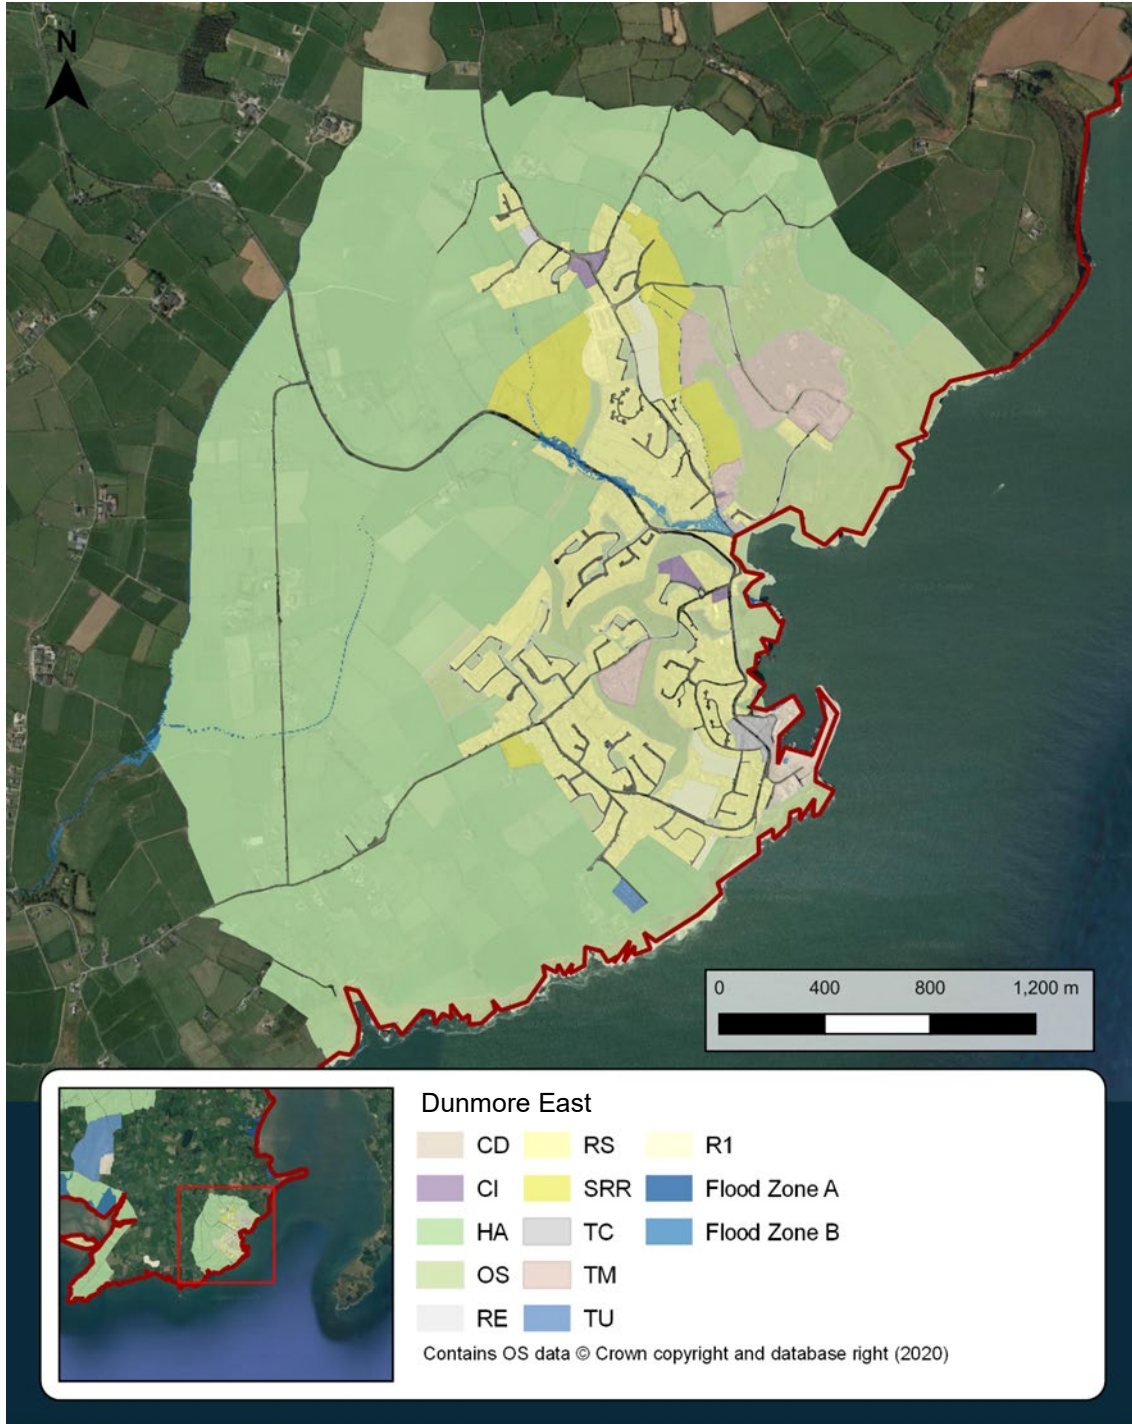 N
0 400 800 1,200 m
Dunmore East
CD RS R1
CI SRR Flood Zone A
HA TC Flood Zone B
OS TM
RE TU
Contains OS data © Crown copyright and database right (2020)